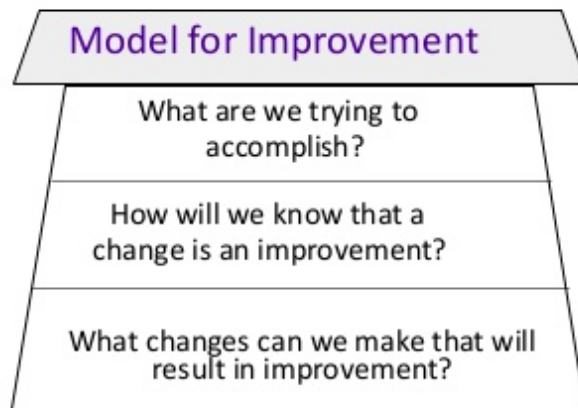 Model for Improvement
What are we trying to
accomplish?
How will we know that a
change is an improvement?
What changes can we make that will
result in improvement?